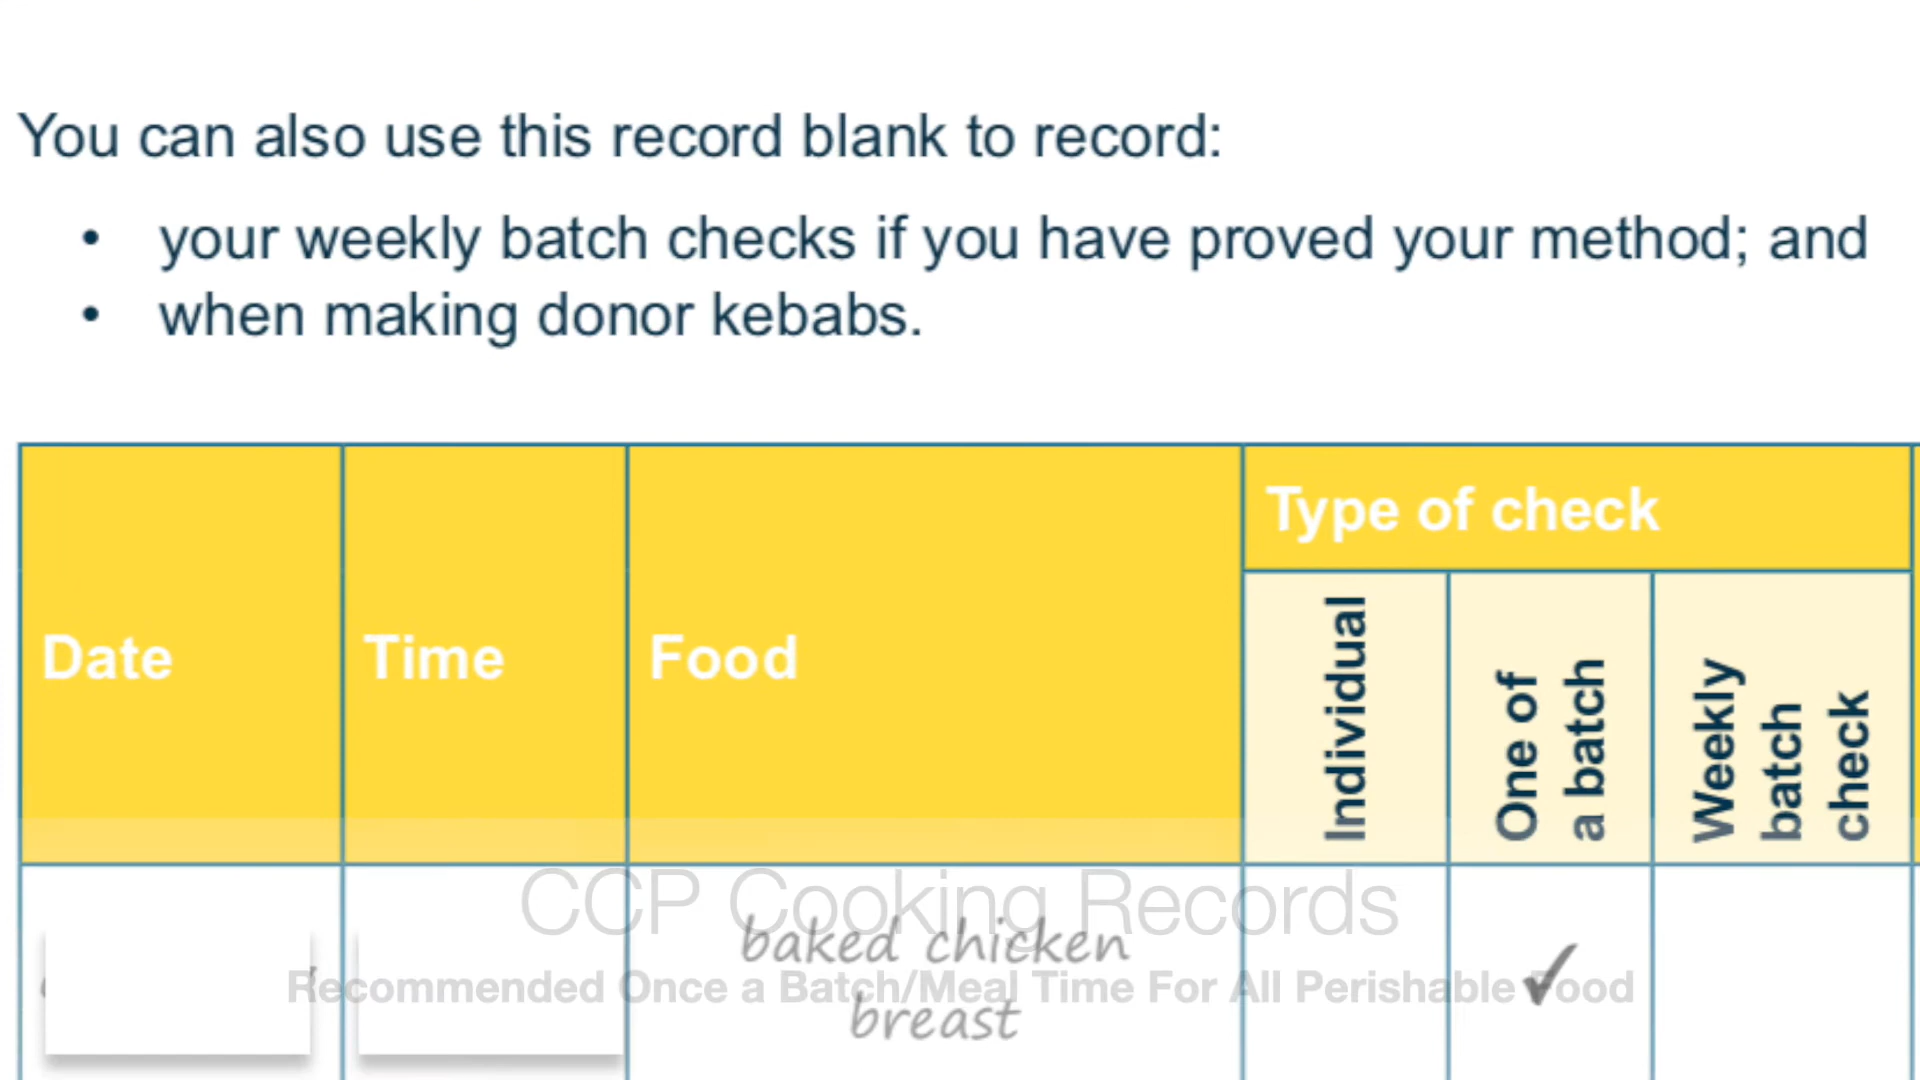 You can also use this record blank to record:
• your weekly batch checks if you have proved your method; and
• when making donor kebabs.
Date
Time
Food
Type of check
Individual
One of
a batch
Weekly
batch
check
CCP Cooking Records
baked chicken
breast
✓
Recommended Once a Batch/Meal Time For All Perishable Food